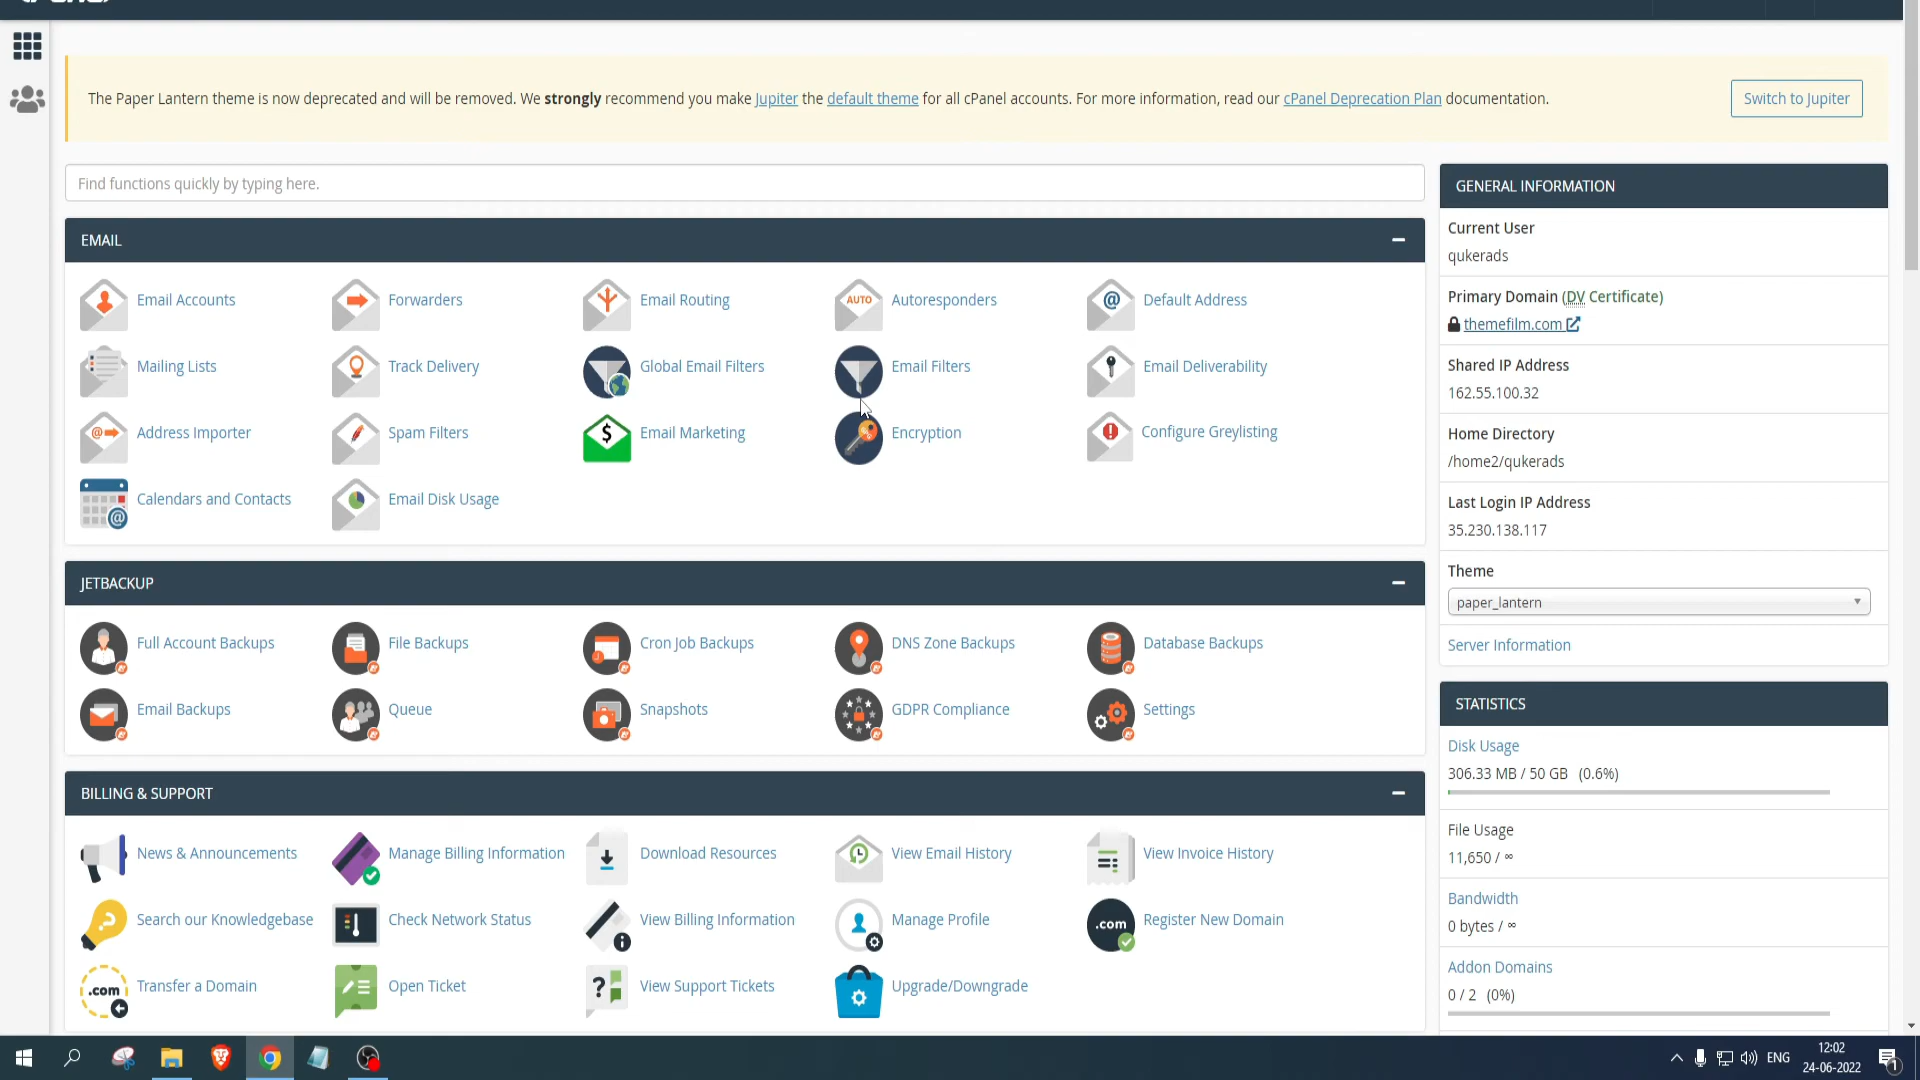 The Paper Lantern theme is now deprecated and will be removed. We strongly recommend you make Jupiter the default theme for all cPanel accounts. For more information, read our cPanel Deprecation Plan documentation.
Switch to Jupiter
Find functions quickly by typing here.
EMAIL
Email Accounts
Forwarders
Email Routing
AUTO
Autoresponders
@
Default Address
Mailing Lists
Track Delivery
Global Email Filters
Email Filters
Email Deliverability
@
Address Importer
Spam Filters
$
Email Marketing
Encryption
!
Configure Greylisting
@
Calendars and Contacts
Email Disk Usage
JETBACKUP
Full Account Backups
File Backups
Cron Job Backups
DNS Zone Backups
Database Backups
Email Backups
Queue
Snapshots
GDPR Compliance
Settings
BILLING & SUPPORT
News & Announcements
Manage Billing Information
Download Resources
View Email History
View Invoice History
?
Search our Knowledgebase
Check Network Status
i
View Billing Information
Manage Profile
.com
Register New Domain
.com
Transfer a Domain
Open Ticket
?
View Support Tickets
Upgrade/Downgrade
GENERAL INFORMATION
Current User
qukerads
Primary Domain (DV Certificate)
themefilm.com
Shared IP Address
162.55.100.32
Home Directory
/home2/qukerads
Last Login IP Address
35.230.138.117
Theme
paper_lantern
Server Information
STATISTICS
Disk Usage
306.33 MB / 50 GB (0.6%)
File Usage
11,650 / ∞
Bandwidth
0 bytes / ∞
Addon Domains
0 / 2 (0%)
ENG
12:02
24-06-2022
1